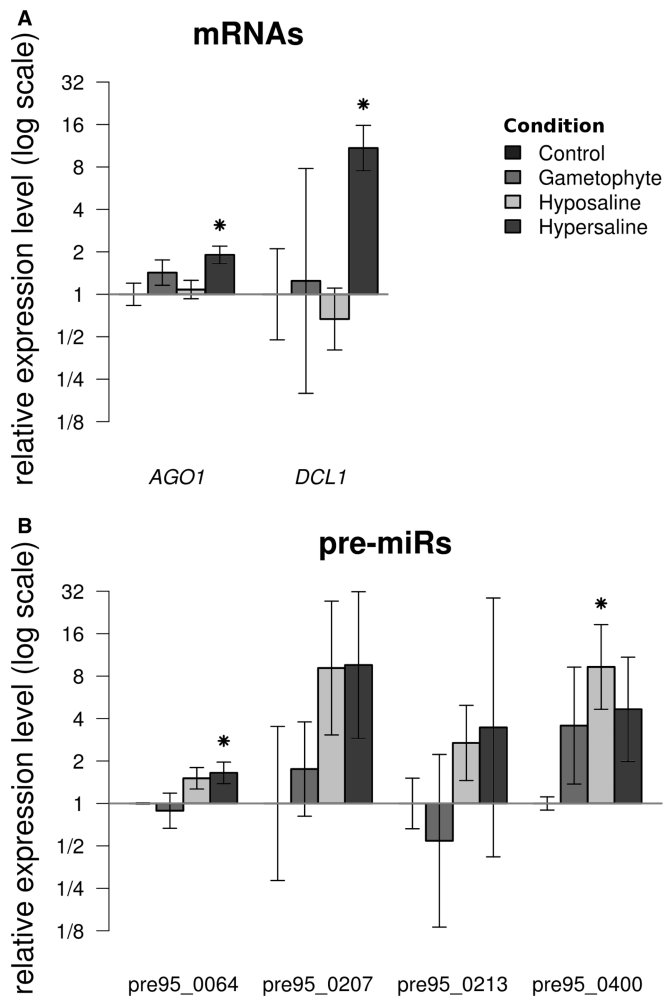 A
mRNAs
relative expression level (log scale)
32
16
8
4
2
1
1/2
1/4
1/8
*
*
AGO1
DCL1
Condition
Control
Gametophyte
Hyposaline
Hypersaline
B
pre-miRs
relative expression level (log scale)
32
16
8
4
2
1
1/2
1/4
1/8
*
*
pre95_0064
pre95_0207
pre95_0213
pre95_0400